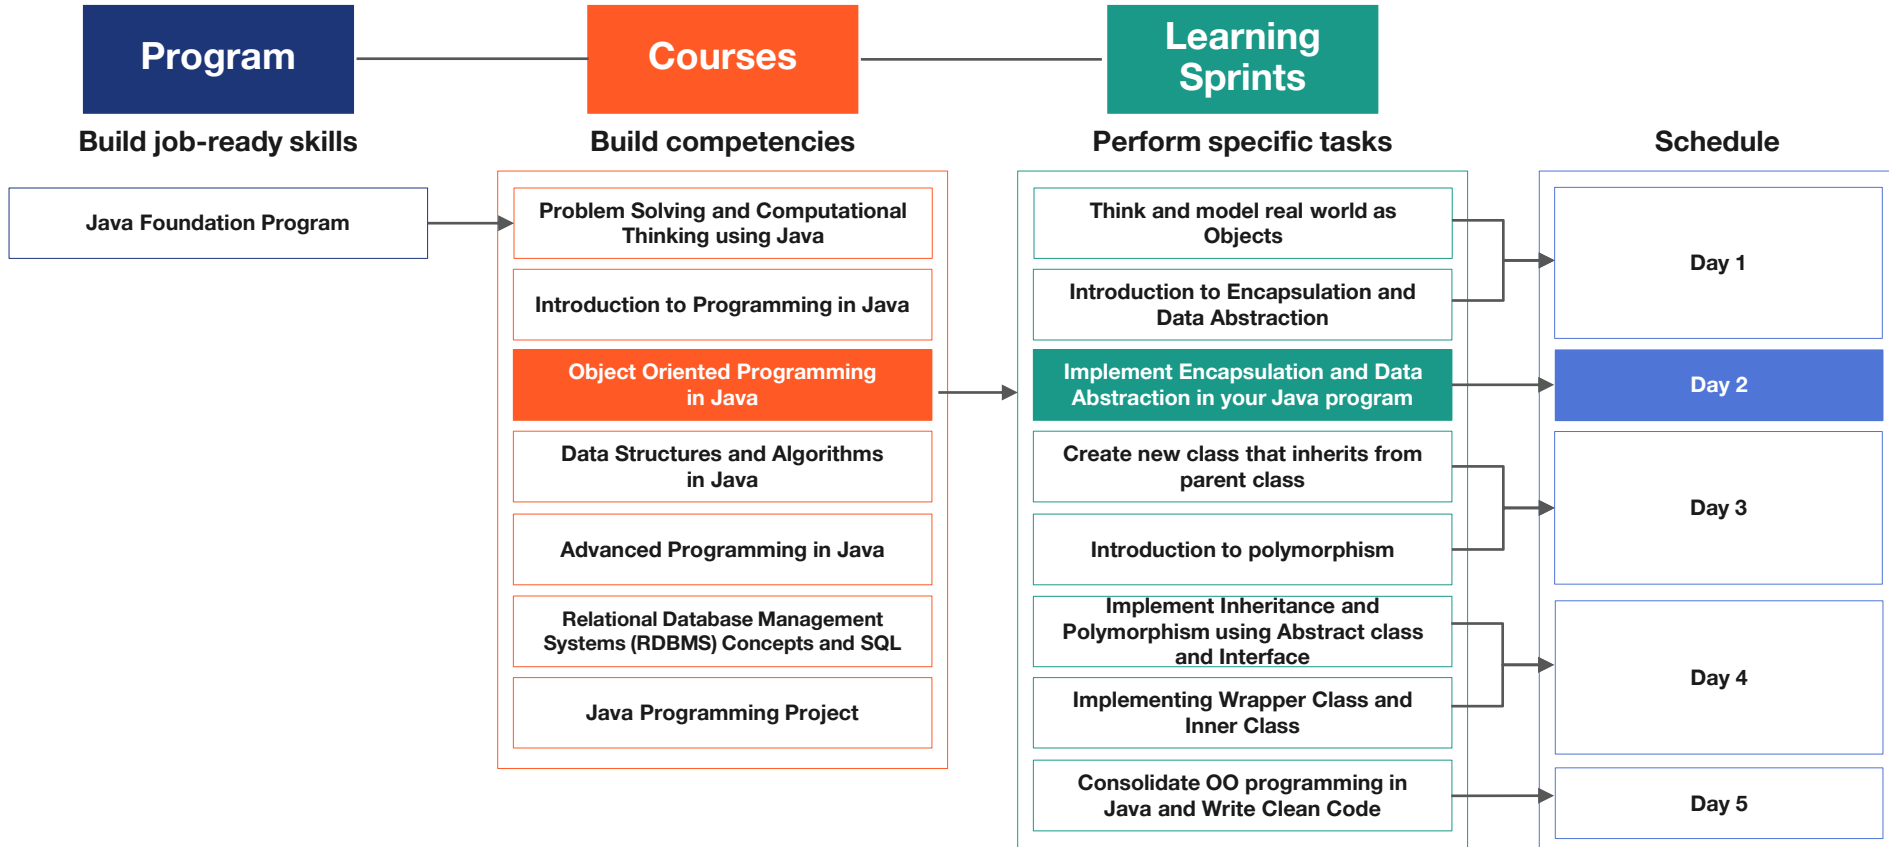 Program
Courses
Learning
Sprints
Build job-ready skills
Build competencies
Perform specific tasks
Schedule
Java Foundation Program
Problem Solving and Computational
Thinking using Java
Introduction to Programming in Java
Object Oriented Programming
in Java
Data Structures and Algorithms
in Java
Advanced Programming in Java
Relational Database Management
Systems (RDBMS) Concepts and SQL
Java Programming Project
Think and model real world as
Objects
Introduction to Encapsulation and
Data Abstraction
Implement Encapsulation and Data
Abstraction in your Java program
Create new class that inherits from
parent class
Introduction to polymorphism
Implement Inheritance and
Polymorphism using Abstract class
and Interface
Implementing Wrapper Class and
Inner Class
Consolidate OO programming in
Java and Write Clean Code
Day 1
Day 2
Day 3
Day 4
Day 5